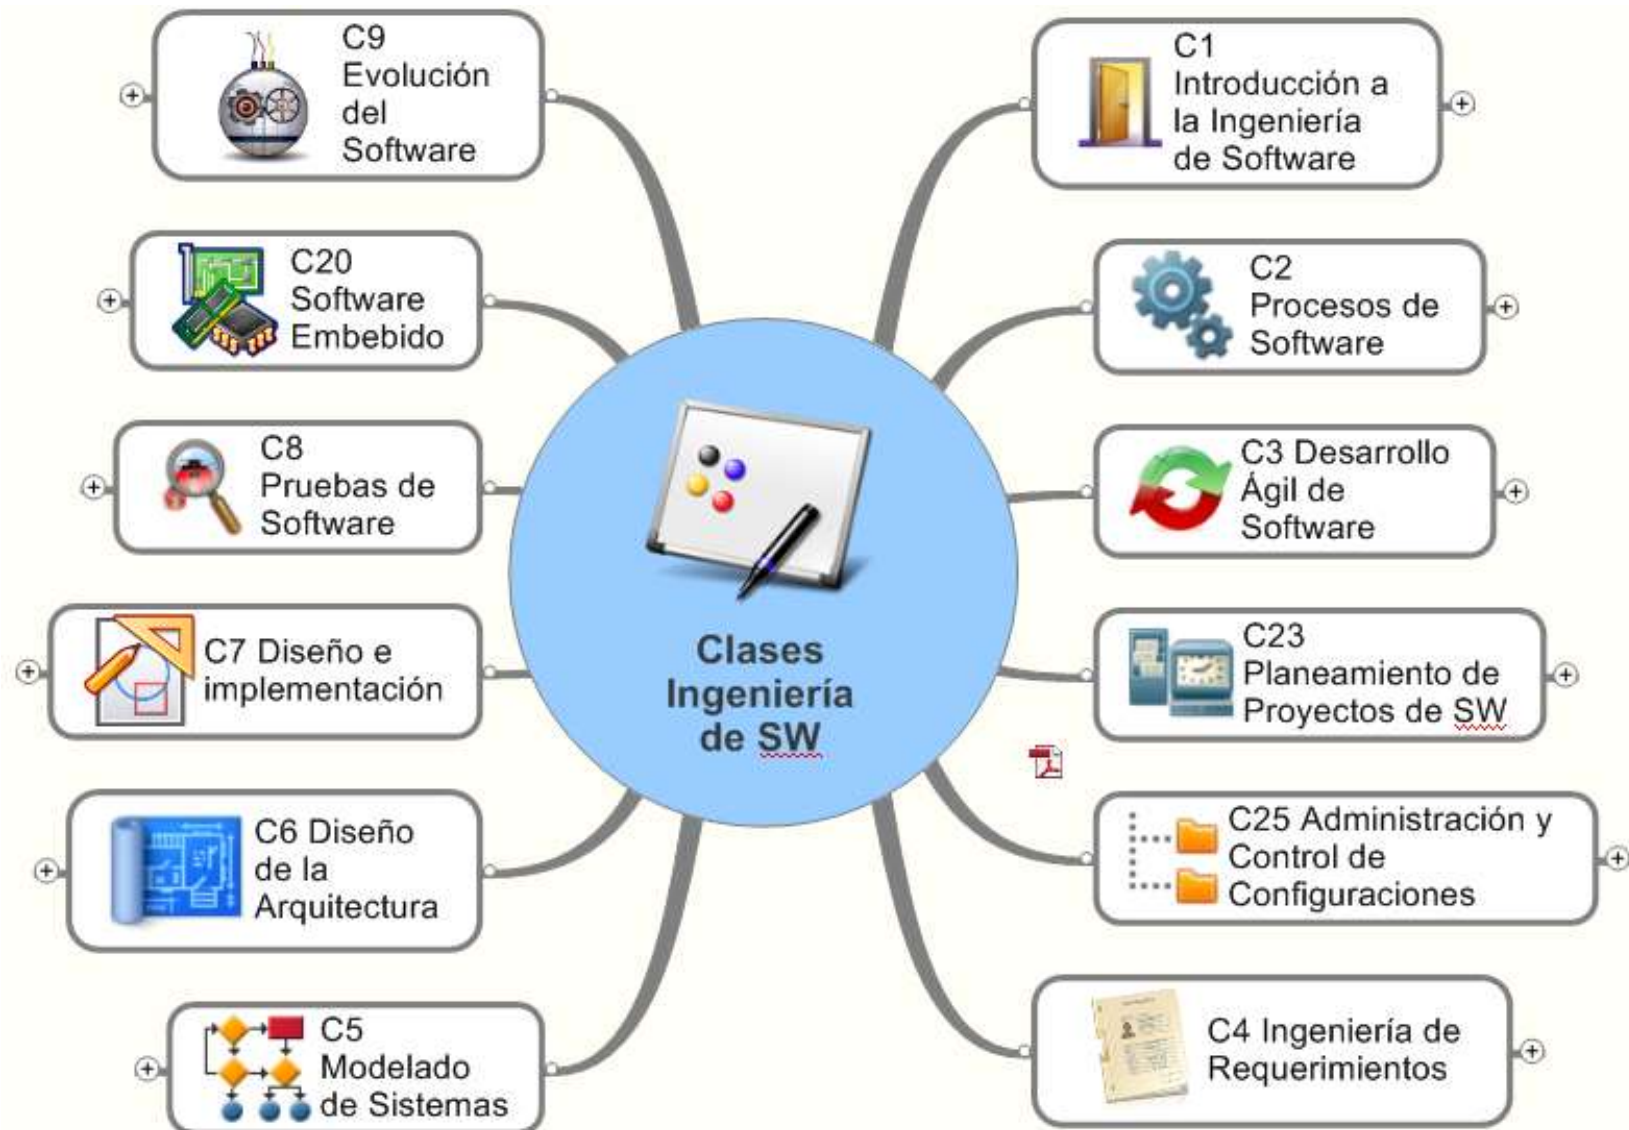 C9
Evolución
del
Software
C20
Software
Embebido
C8
Pruebas de
Software
C7 Diseño e
implementación
C6 Diseño
de la
Arquitectura
C5
Modelado
de Sistemas
Clases
Ingeniería
de SW
C1
Introducción a
la Ingeniería
de Software
C2
Procesos de
Software
C3 Desarrollo
Ágil de
Software
C23
Planeamiento de
Proyectos de SW
C25 Administración y
Control de
Configuraciones
C4 Ingeniería de
Requerimientos